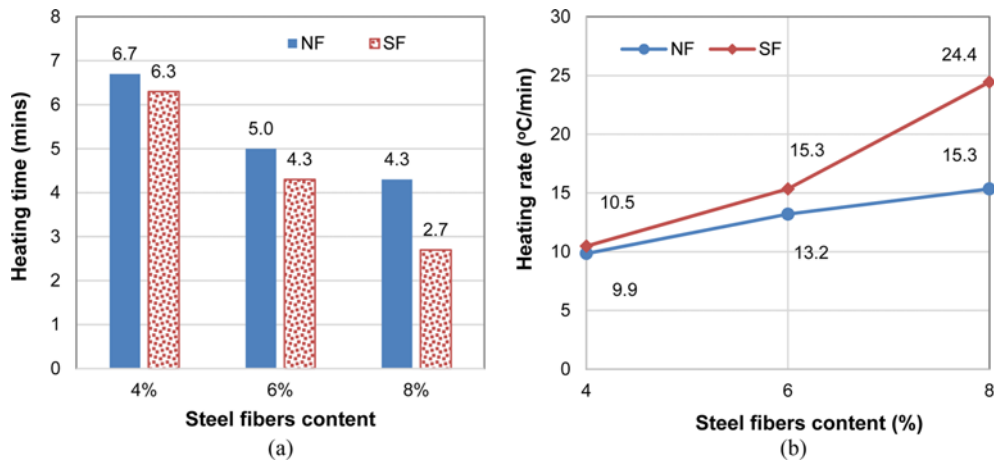 8
7
6
5
4
3
2
1
0
Heating time (mins)
NF SF
6.7
6.3
5.0
4.3
4.3
2.7
4% 6% 8%
Steel fibers content
(a)
30
25
20
15
10
5
0
Heating rate (°C/min)
NF SF
24.4
15.3
15.3
10.5
13.2
9.9
4 6 8
Steel fibers content (%)
(b)